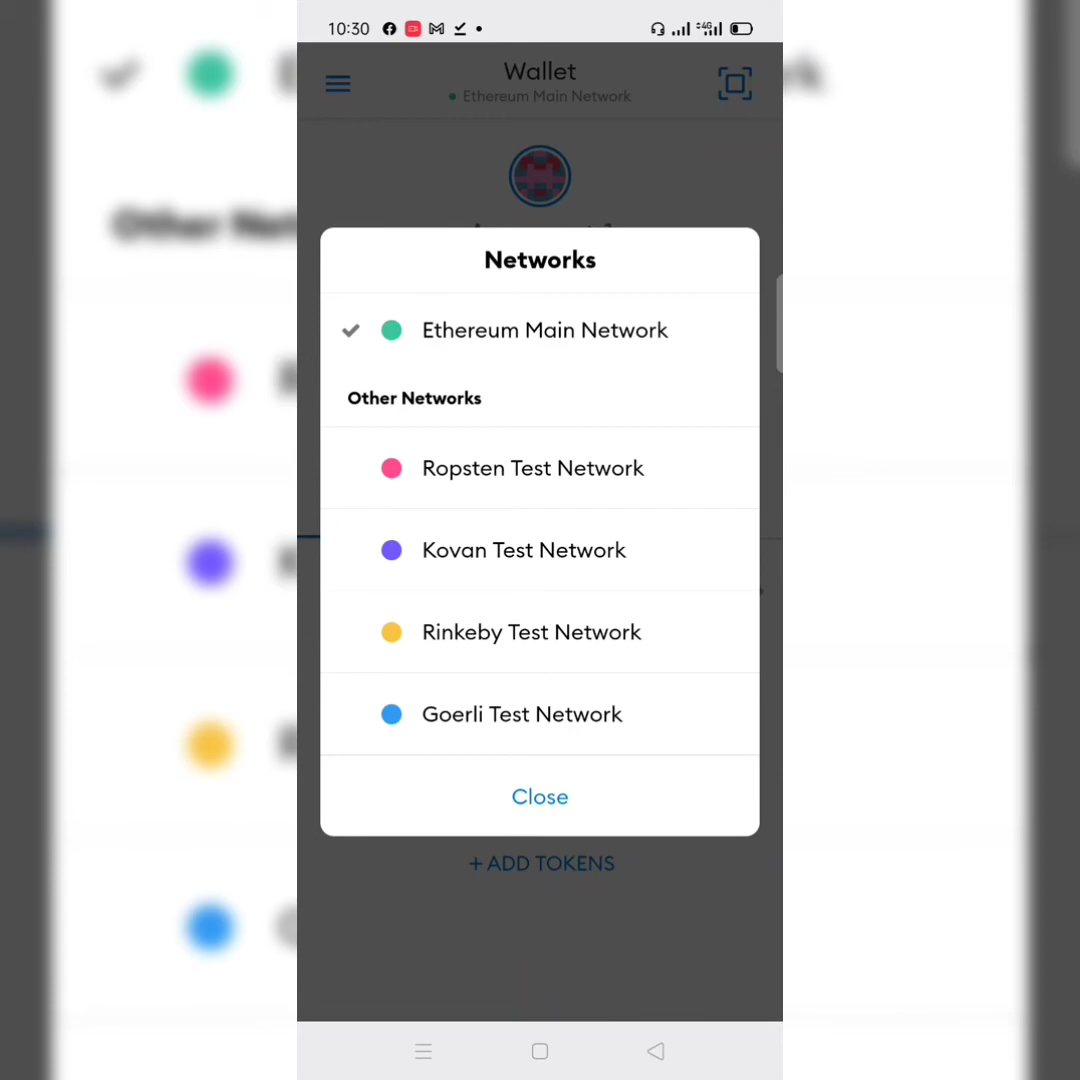 10:30
Wallet
Ethereum Main Network
Networks
Ethereum Main Network
Other Networks
Ropsten Test Network
Kovan Test Network
Rinkeby Test Network
Goerli Test Network
Close
+ ADD TOKENS